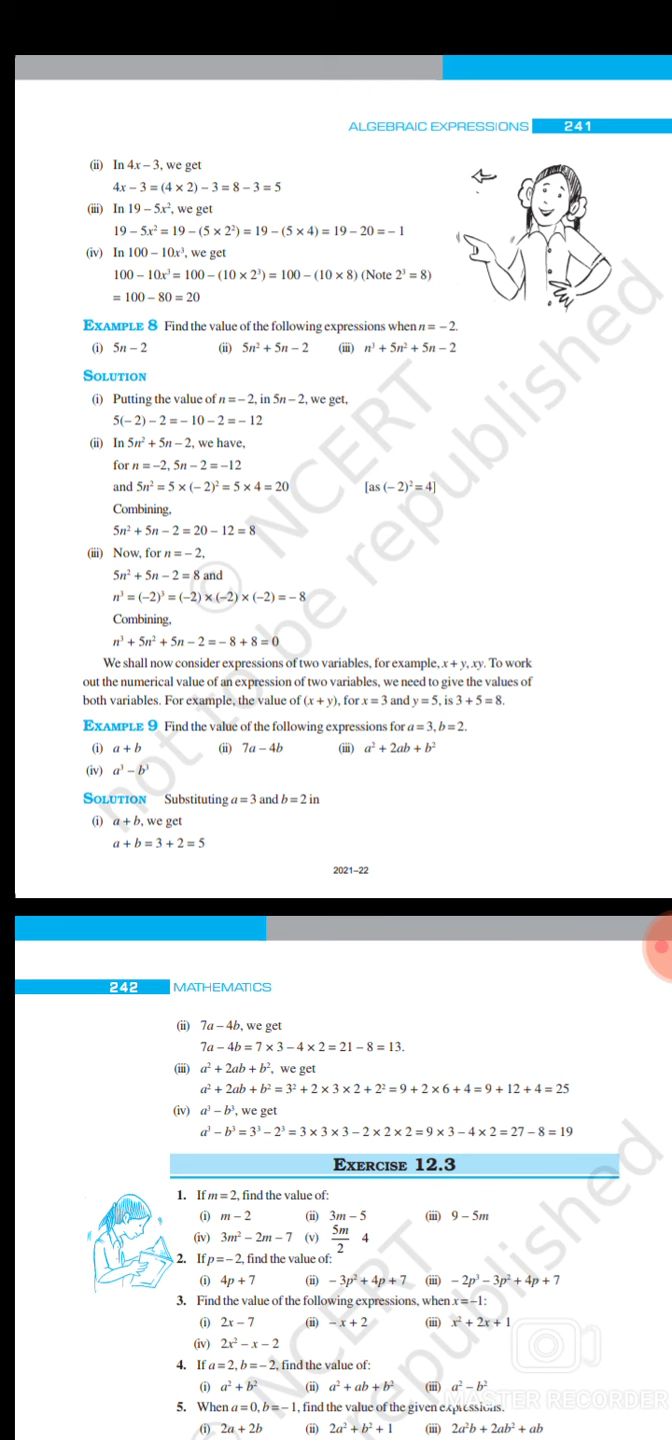 ALGEBRAIC EXPRESSIONS 241
(ii) In 4x – 3, we get
4x – 3 = (4 × 2) – 3 = 8 – 3 = 5
(iii) In 19 – 5x², we get
19 – 5x² = 19 – (5 × 2²) = 19 – (5 × 4) = 19 – 20 = – 1
(iv) In 100 – 10x³, we get
100 – 10x³ = 100 – (10 × 2³) = 100 – (10 × 8) (Note 2³ = 8)
= 100 – 80 = 20
EXAMPLE 8 Find the value of the following expressions when n = – 2.
(i) 5n – 2 (ii) 5n² + 5n – 2 (iii) n³ + 5n² + 5n – 2
SOLUTION
(i) Putting the value of n = – 2, in 5n – 2, we get,
5(– 2) – 2 = – 10 – 2 = – 12
(ii) In 5n² + 5n – 2, we have,
for n = –2, 5n – 2 = –12
and 5n² = 5 × (– 2)² = 5 × 4 = 20 [as (– 2)² = 4]
Combining,
5n² + 5n – 2 = 20 – 12 = 8
(iii) Now, for n = – 2,
5n² + 5n – 2 = 8 and
n³ = (–2)³ = (–2) × (–2) × (–2) = – 8
Combining,
n³ + 5n² + 5n – 2 = – 8 + 8 = 0
We shall now consider expressions of two variables, for example, x + y, xy. To work
out the numerical value of an expression of two variables, we need to give the values of
both variables. For example, the value of (x + y), for x = 3 and y = 5, is 3 + 5 = 8.
EXAMPLE 9 Find the value of the following expressions for a = 3, b = 2.
(i) a + b (ii) 7a – 4b (iii) a² + 2ab + b²
(iv) a³ – b³
SOLUTION Substituting a = 3 and b = 2 in
(i) a + b, we get
a + b = 3 + 2 = 5
2021–22
© NCERT
not to be republished
242 MATHEMATICS
(ii) 7a – 4b, we get
7a – 4b = 7 × 3 – 4 × 2 = 21 – 8 = 13.
(iii) a² + 2ab + b², we get
a² + 2ab + b² = 3² + 2 × 3 × 2 + 2² = 9 + 2 × 6 + 4 = 9 + 12 + 4 = 25
(iv) a³ – b³, we get
a³ – b³ = 3³ – 2³ = 3 × 3 × 3 – 2 × 2 × 2 = 9 × 3 – 4 × 2 = 27 – 8 = 19
EXERCISE 12.3
1. If m = 2, find the value of:
(i) m – 2 (ii) 3m – 5 (iii) 9 – 5m
(iv) 3m² – 2m – 7 (v) 5m/2 4
2. If p = – 2, find the value of:
(i) 4p + 7 (ii) – 3p² + 4p + 7 (iii) – 2p³ – 3p² + 4p + 7
3. Find the value of the following expressions, when x = –1:
(i) 2x – 7 (ii) – x + 2 (iii) x² + 2x + 1
(iv) 2x² – x – 2
4. If a = 2, b = – 2, find the value of:
(i) a² + b² (ii) a² + ab + b² (iii) a² – b²
5. When a = 0, b = – 1, find the value of the given expressions.
(i) 2a + 2b (ii) 2a² + b² + 1 (iii) 2a²b + 2ab² + ab
© NCERT
republished
MASTER RECORDER